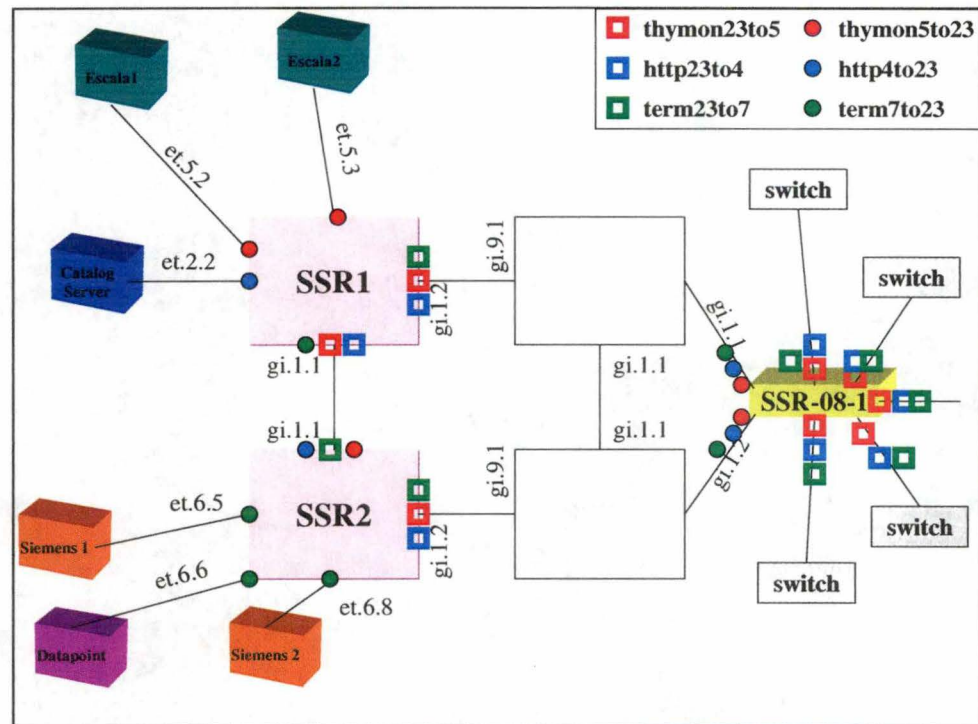 Escala1
Escala2
thymon23to5
thymon5to23
http23to4
http4to23
term23to7
term7to23
et.5.2
et.5.3
switch
Catalog
Server
et.2.2
SSR1
gi.1.2
gi.9.1
switch
gi.1.1
gi.1.1
SSR-08-1
gi.1.1
gi.1.1
gi.1.2
Siemens 1
et.6.5
SSR2
gi.1.2
gi.9.1
switch
switch
et.6.6
et.6.8
Datapoint
Siemens 2